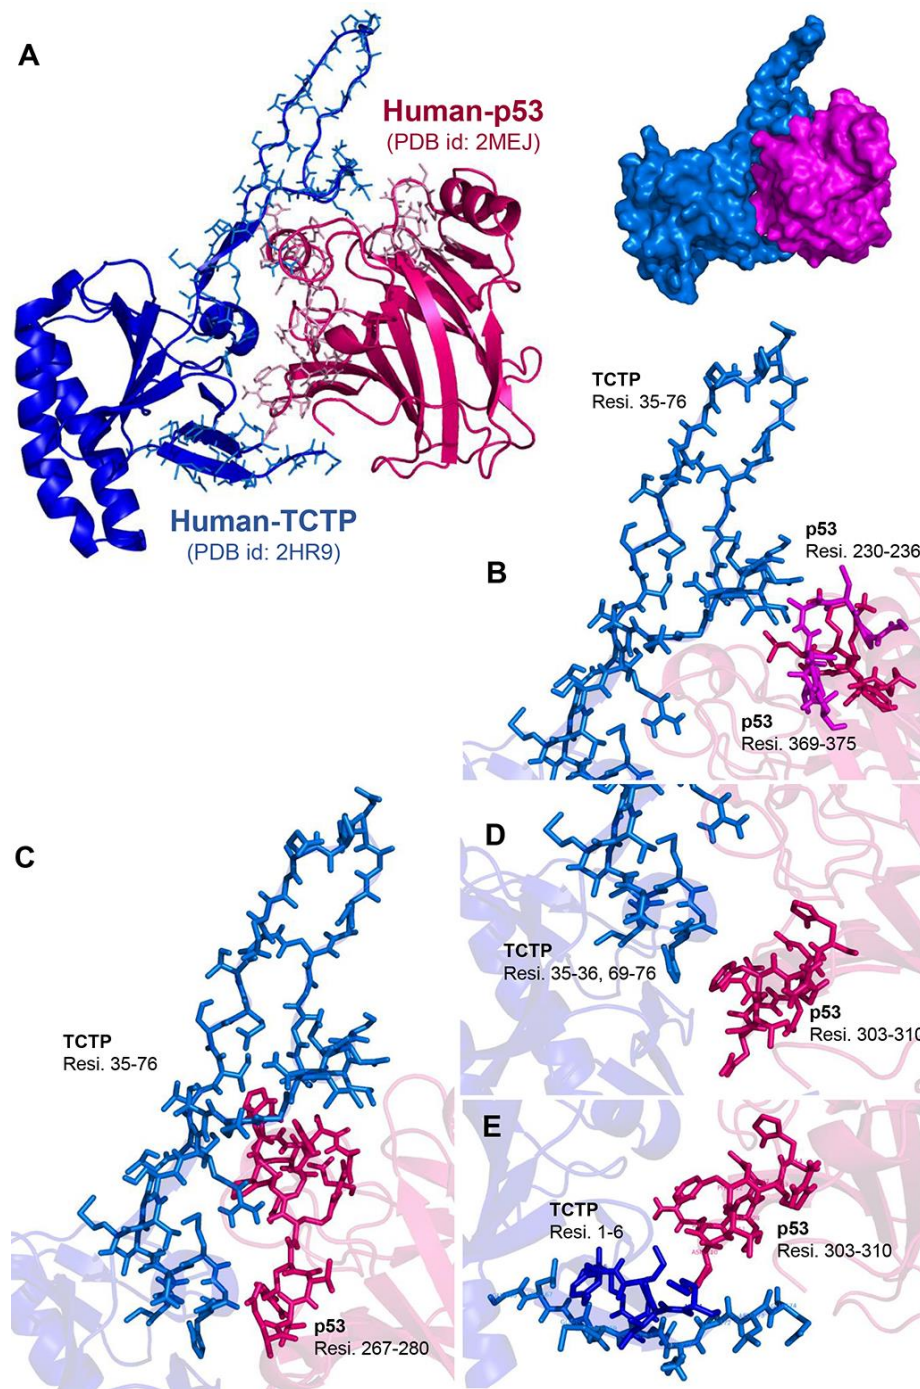 A
Human-p53
(PDB id: 2MEJ)
Human-TCTP
(PDB id: 2HR9)
TCTP
Resi. 35-76
B
p53
Resi. 230-236
p53
Resi. 369-375
C
TCTP
Resi. 35-76
p53
Resi. 267-280
D
TCTP
Resi. 35-36, 69-76
p53
Resi. 303-310
E
TCTP
Resi. 1-6
p53
Resi. 303-310